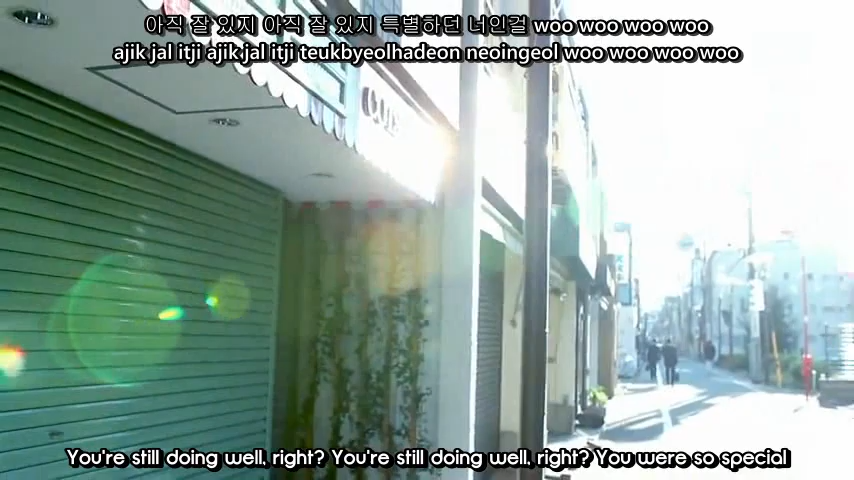 아직 잘 있지 아직 잘 있지 특별하던 너인걸 woo woo woo woo
ajik jal itji ajik jal itji teukbyeolhadeon neoingeol woo woo woo woo
You're still doing well, right? You're still doing well, right? You were so special